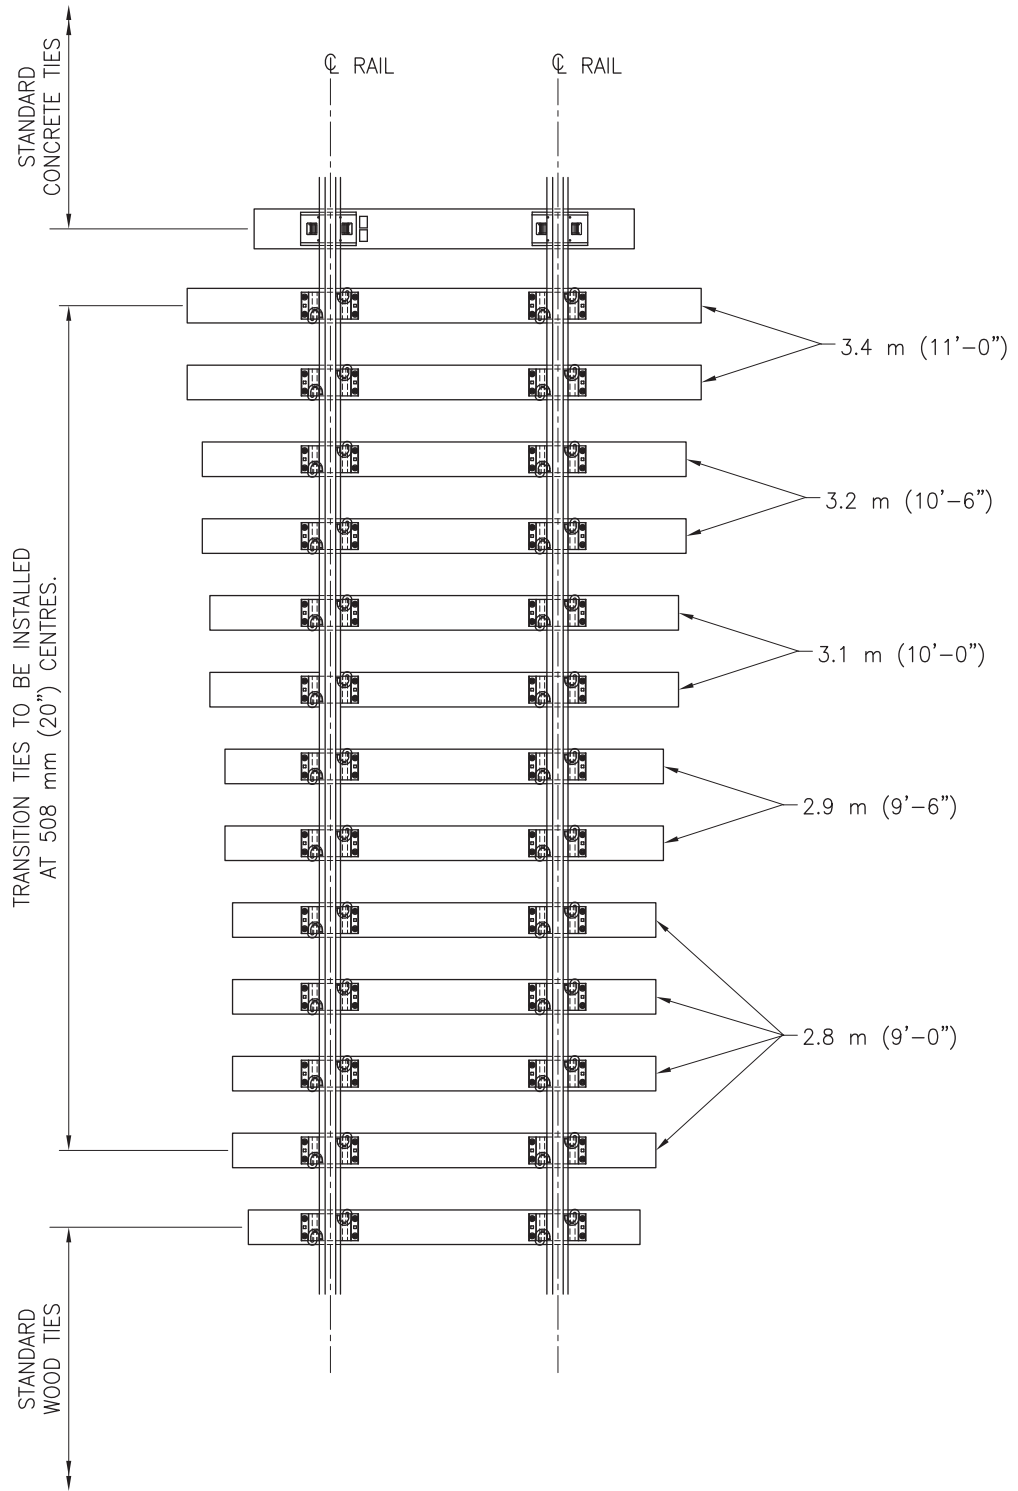 STANDARD
CONCRETE TIES
℄ RAIL
℄ RAIL
3.4 m (11'-0")
3.2 m (10'-6")
TRANSITION TIES TO BE INSTALLED
AT 508 mm (20") CENTRES.
3.1 m (10'-0")
2.9 m (9'-6")
2.8 m (9'-0")
STANDARD
WOOD TIES